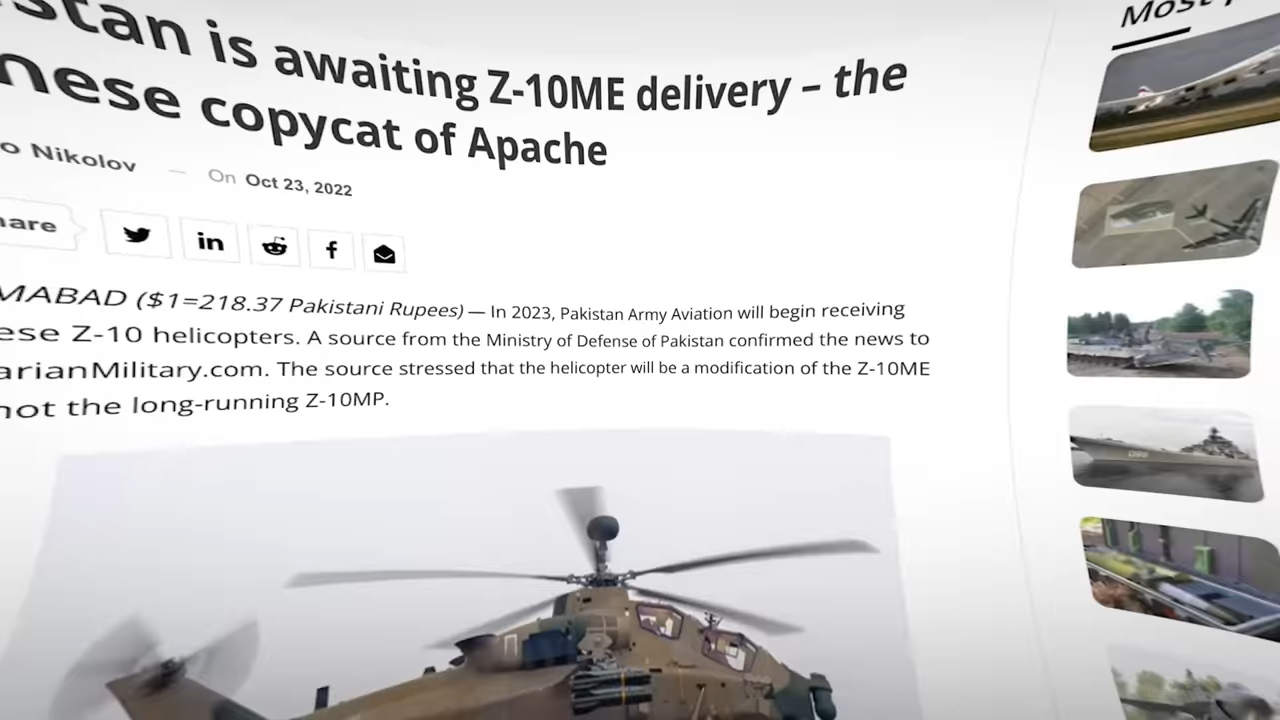 stan is awaiting Z-10ME delivery – the
nese copycat of Apache
o Nikolov — On Oct 23, 2022
hare
MABAD ($1=218.37 Pakistani Rupees) — In 2023, Pakistan Army Aviation will begin receiving
ese Z-10 helicopters. A source from the Ministry of Defense of Pakistan confirmed the news to
arianMilitary.com. The source stressed that the helicopter will be a modification of the Z-10ME
not the long-running Z-10MP.
Most